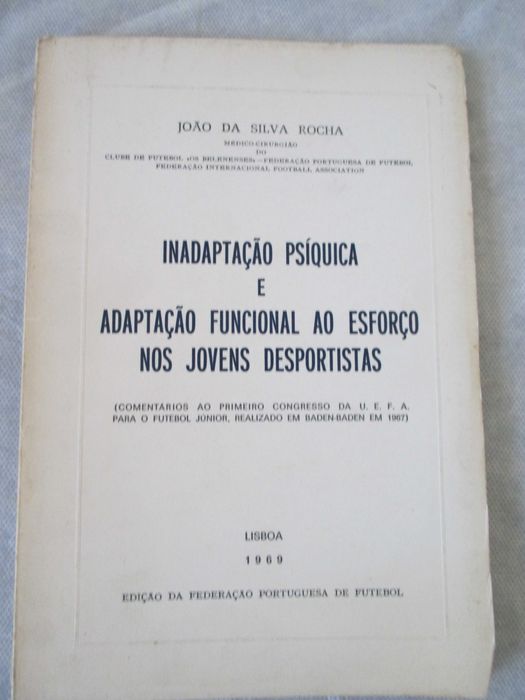 JOÃO DA SILVA ROCHA
MÉDICO-CIRURGIÃO
DO
CLUBE DE FUTEBOL «OS BELENENSES» — FEDERAÇÃO PORTUGUESA DE FUTEBOL
FEDERAÇÃO INTERNACIONAL FOOTBALL ASSOCIATION
INADAPTAÇÃO PSÍQUICA
E
ADAPTAÇÃO FUNCIONAL AO ESFORÇO
NOS JOVENS DESPORTISTAS
(COMENTÁRIOS AO PRIMEIRO CONGRESSO DA U. E. F. A.
PARA O FUTEBOL JÚNIOR, REALIZADO EM BADEN-BADEN EM 1967)
LISBOA
1969
EDIÇÃO DA FEDERAÇÃO PORTUGUESA DE FUTEBOL